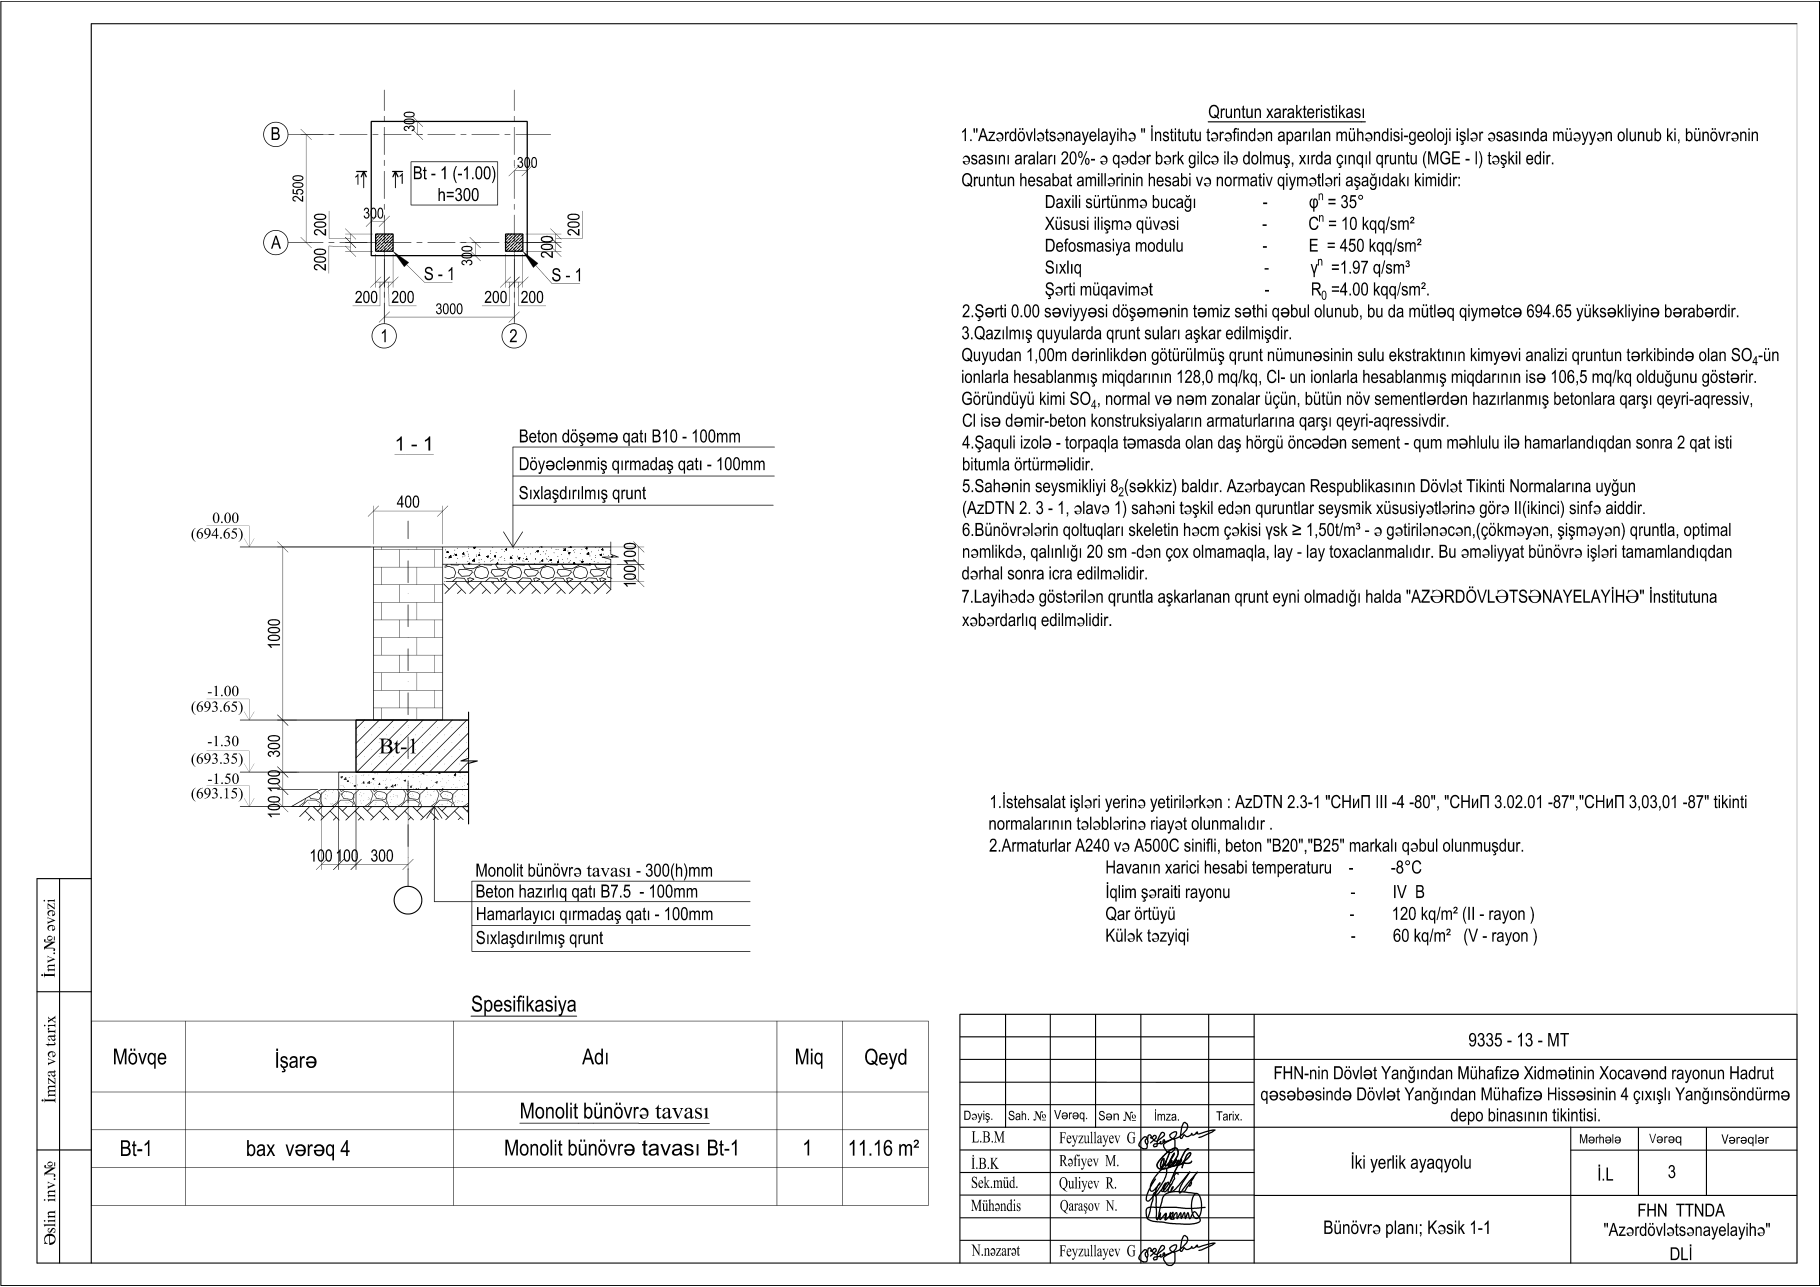 B
A
1
2
2500
3000
300
300
300
300
200
200
200
200
200
200
200
200
1
1
Bt - 1 (-1.00)
h=300
S - 1
S - 1
1 - 1
Beton döşəmə qatı B10 - 100mm
Döyəclənmiş qırmadaş qatı - 100mm
Sıxlaşdırılmış qrunt
400
0.00
(694.65)
100
100
1000
-1.00
(693.65)
-1.30
(693.35)
-1.50
(693.15)
300
100
100
Bt-1
100
100
300
Monolit bünövrə tavası - 300(h)mm
Beton hazırlıq qatı B7.5 - 100mm
Hamarlayıcı qırmadaş qatı - 100mm
Sıxlaşdırılmış qrunt
Spesifikasiya
Mövqe İşarə Adı Miq Qeyd
Monolit bünövrə tavası
Bt-1 bax vərəq 4 Monolit bünövrə tavası Bt-1 1 11.16 m²
İnv.№ əvəzi
İmza və tarix
Əslin inv.№
Qruntun xarakteristikası
1."Azərdövlətsənayelayihə " İnstitutu tərəfindən aparılan mühəndisi-geoloji işlər əsasında müəyyən olunub ki, bünövrənin
əsasını araları 20%- ə qədər bərk gilcə ilə dolmuş, xırda çınqıl qruntu (MGE - I) təşkil edir.
Qruntun hesabat amillərinin hesabi və normativ qiymətləri aşağıdakı kimidir:
Daxili sürtünmə bucağı - φⁿ = 35°
Xüsusi ilişmə qüvəsi - Cⁿ = 10 kqq/sm²
Defosmasiya modulu - E = 450 kqq/sm²
Sıxlıq - γⁿ =1.97 q/sm³
Şərti müqavimət - R₀ =4.00 kqq/sm².
2.Şərti 0.00 səviyyəsi döşəmənin təmiz səthi qəbul olunub, bu da mütləq qiymətcə 694.65 yüksəkliyinə bərabərdir.
3.Qazılmış quyularda qrunt suları aşkar edilmişdir.
Quyudan 1,00m dərinlikdən götürülmüş qrunt nümunəsinin sulu ekstraktının kimyəvi analizi qruntun tərkibində olan SO₄-ün
ionlarla hesablanmış miqdarının 128,0 mq/kq, Cl- un ionlarla hesablanmış miqdarının isə 106,5 mq/kq olduğunu göstərir.
Göründüyü kimi SO₄, normal və nəm zonalar üçün, bütün növ sementlərdən hazırlanmış betonlara qarşı qeyri-aqressiv,
Cl isə dəmir-beton konstruksiyaların armaturlarına qarşı qeyri-aqressivdir.
4.Şaquli izolə - torpaqla təmasda olan daş hörgü öncədən sement - qum məhlulu ilə hamarlandıqdan sonra 2 qat isti
bitumla örtürməlidir.
5.Sahənin seysmikliyi 8₂(səkkiz) baldır. Azərbaycan Respublikasının Dövlət Tikinti Normalarına uyğun
(AzDTN 2. 3 - 1, əlavə 1) sahəni təşkil edən quruntlar seysmik xüsusiyətlərinə görə II(ikinci) sinfə aiddir.
6.Bünövrələrin qoltuqları skeletin həcm çəkisi γsk ≥ 1,50t/m³ - ə gətirilənəcən,(çökməyən, şişməyən) qruntla, optimal
nəmlikdə, qalınlığı 20 sm -dən çox olmamaqla, lay - lay toxaclanmalıdır. Bu əməliyyat bünövrə işləri tamamlandıqdan
dərhal sonra icra edilməlidir.
7.Layihədə göstərilən qruntla aşkarlanan qrunt eyni olmadığı halda "AZƏRDÖVLƏTSƏNAYELAYİHƏ" İnstitutuna
xəbərdarlıq edilməlidir.
1.İstehsalat işləri yerinə yetirilərkən : AzDTN 2.3-1 "СНиП III -4 -80", "СНиП 3.02.01 -87","СНиП 3,03,01 -87" tikinti
normalarının tələblərinə riayət olunmalıdır .
2.Armaturlar A240 və A500C sinifli, beton "B20","B25" markalı qəbul olunmuşdur.
Havanın xarici hesabi temperaturu - -8°C
İqlim şəraiti rayonu - IV B
Qar örtüyü - 120 kq/m² (II - rayon )
Külək təzyiqi - 60 kq/m² (V - rayon )
9335 - 13 - MT
FHN-nin Dövlət Yanğından Mühafizə Xidmətinin Xocavənd rayonun Hadrut
qəsəbəsində Dövlət Yanğından Mühafizə Hissəsinin 4 çıxışlı Yanğınsöndürmə
depo binasının tikintisi.
Dəyiş. Sah. № Vərəq. Sən № İmza. Tarix.
L.B.M Feyzullayev G
İ.B.K Rəfiyev M.
Sek.müd. Quliyev R.
Mühəndis Qaraşov N.
N.nəzarət Feyzullayev G
İki yerlik ayaqyolu
Mərhələ Vərəq Vərəqlər
İ.L 3
Bünövrə planı; Kəsik 1-1
FHN TTNDA
"Azərdövlətsənayelayihə"
DLİ